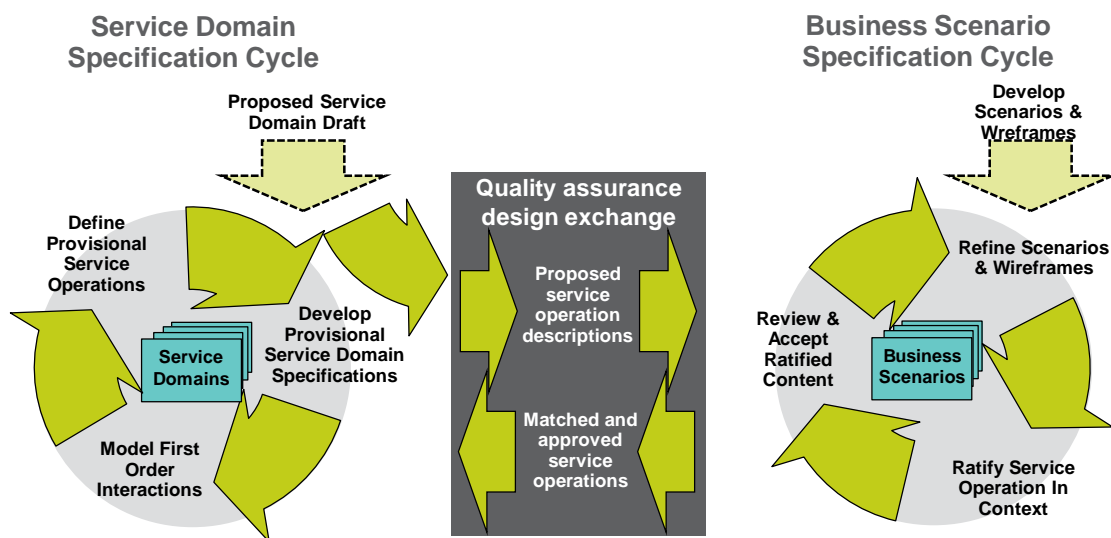 Service Domain
Specification Cycle
Business Scenario
Specification Cycle
Proposed Service
Domain Draft
Develop
Scenarios &
Wreframes
Quality assurance
design exchange
Define
Provisional
Service
Operations
Refine Scenarios
& Wireframes
Proposed
service
operation
descriptions
Develop
Provisional
Service Domain
Specifications
Review &
Accept
Ratified
Content
Service
Domains
Business
Scenarios
Matched and
approved
service
operations
Model First
Order
Interactions
Ratify Service
Operation In
Context